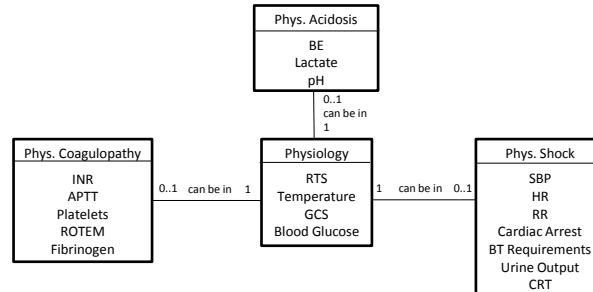 Phys. Acidosis
BE
Lactate
pH
0..1
can be in
1
Phys. Coagulopathy
INR
APTT
Platelets
ROTEM
Fibrinogen
0..1 can be in 1
Physiology
RTS
Temperature
GCS
Blood Glucose
1 can be in 0..1
Phys. Shock
SBP
HR
RR
Cardiac Arrest
BT Requirements
Urine Output
CRT